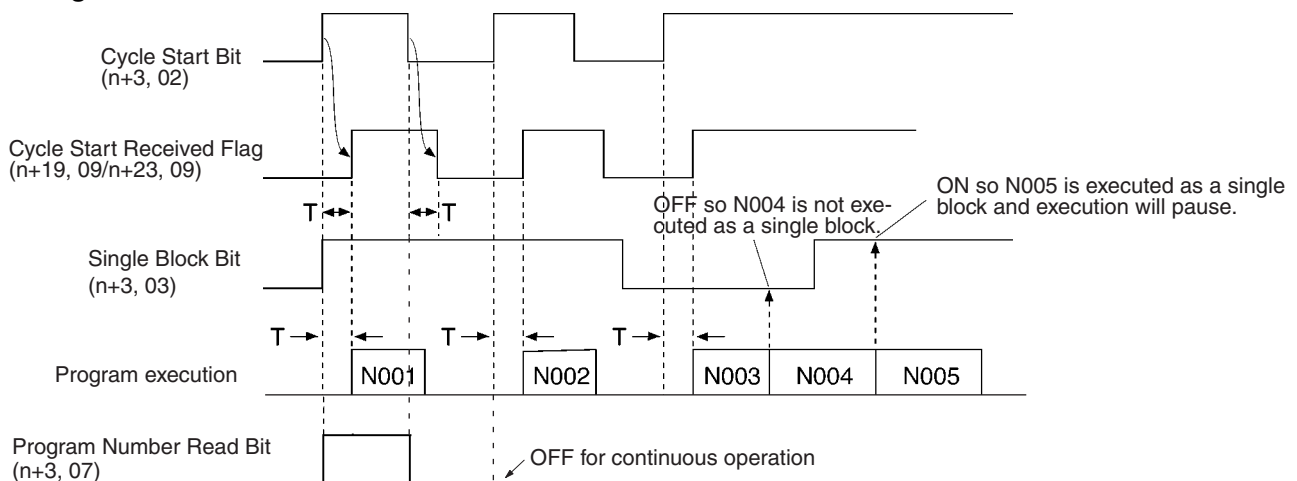 Cycle Start Bit
(n+3, 02)
Cycle Start Received Flag
(n+19, 09/n+23, 09)
ON so N005 is executed as a single
block and execution will pause.
OFF so N004 is not exe-
outed as a single block.
T
T
Single Block Bit
(n+3, 03)
T
T
T
Program execution
N001
N002
N003
N004
N005
Program Number Read Bit
(n+3, 07)
OFF for continuous operation